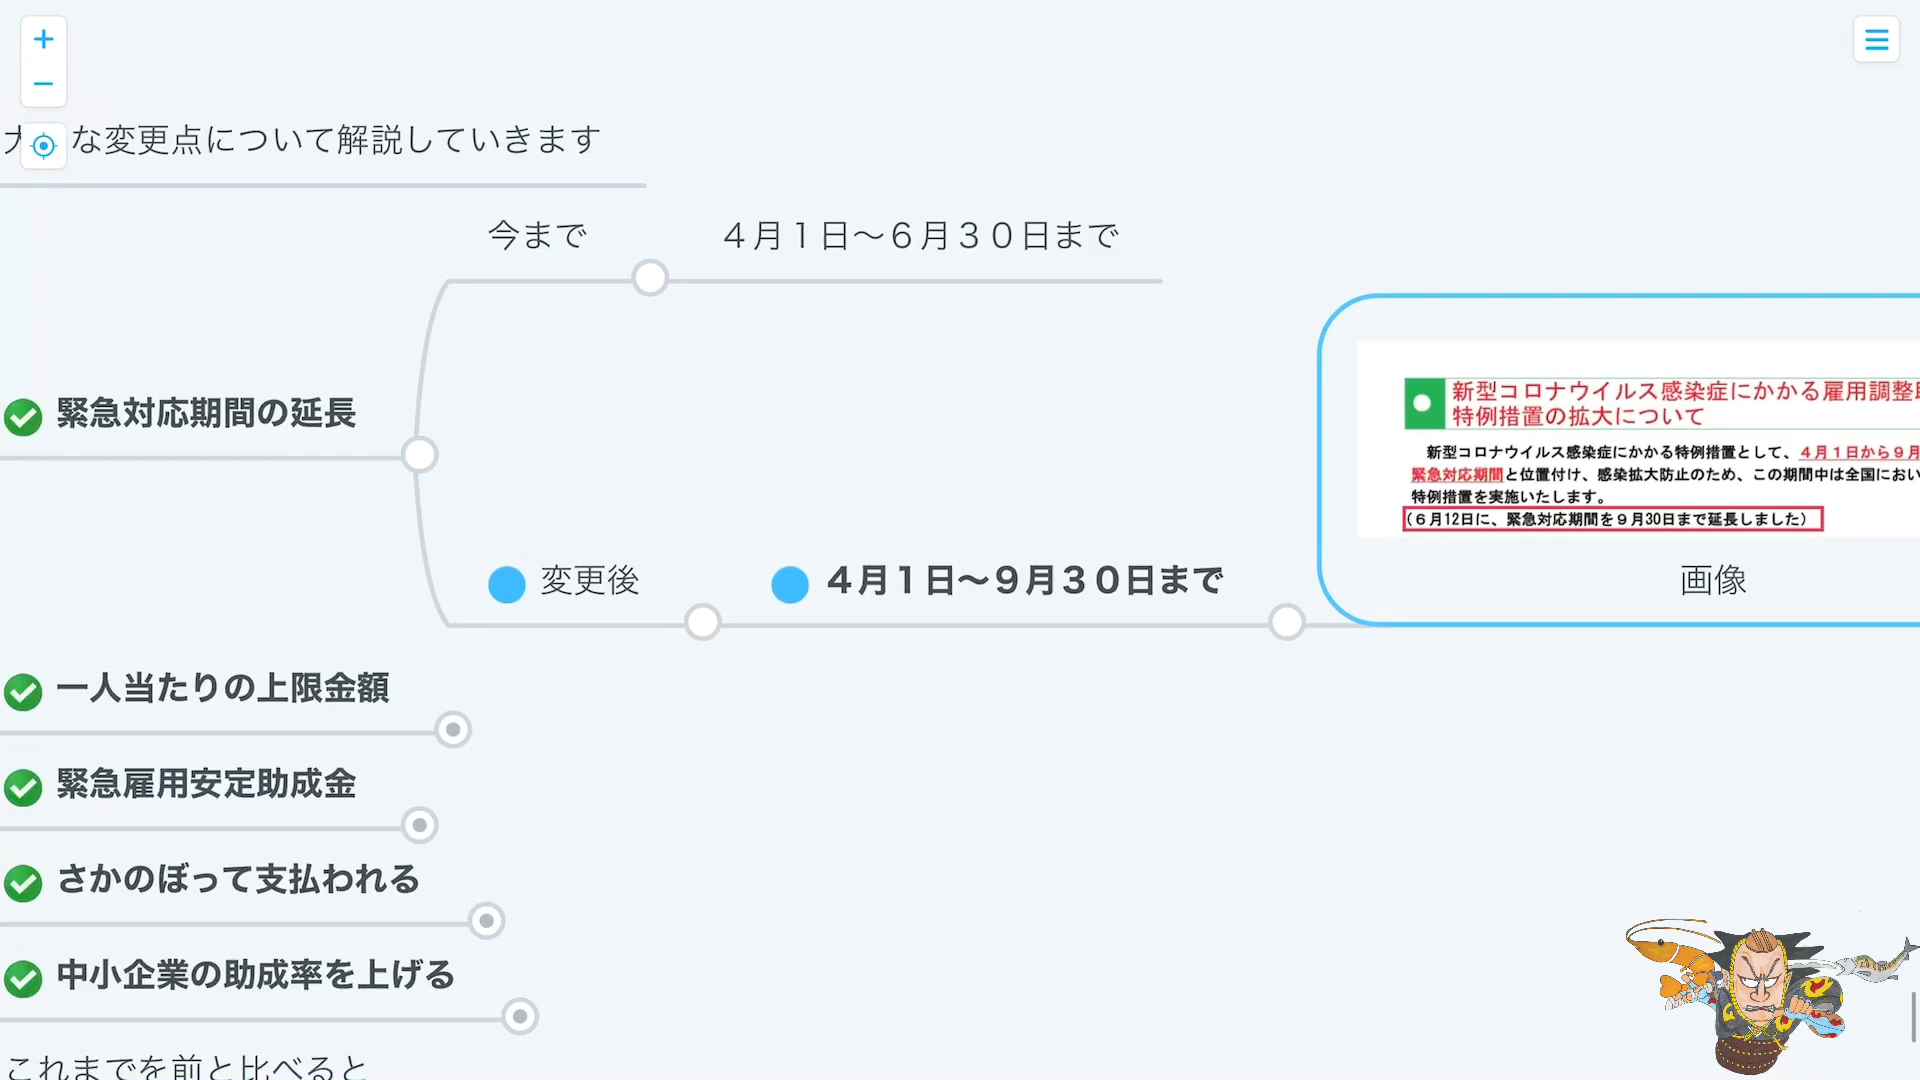 な変更点について解説していきます
今まで
４月１日〜６月３０日まで
緊急対応期間の延長
新型コロナウイルス感染症にかかる雇用調整
特例措置の拡大について
新型コロナウイルス感染症にかかる特例措置として、４月１日から９月
緊急対応期間と位置付け、感染拡大防止のため、この期間中は全国におい
特例措置を実施いたします。
（６月12日に、緊急対応期間を９月30日まで延長しました）
変更後
４月１日〜９月３０日まで
画像
一人当たりの上限金額
緊急雇用安定助成金
さかのぼって支払われる
中小企業の助成率を上げる
これまでを前と比べると